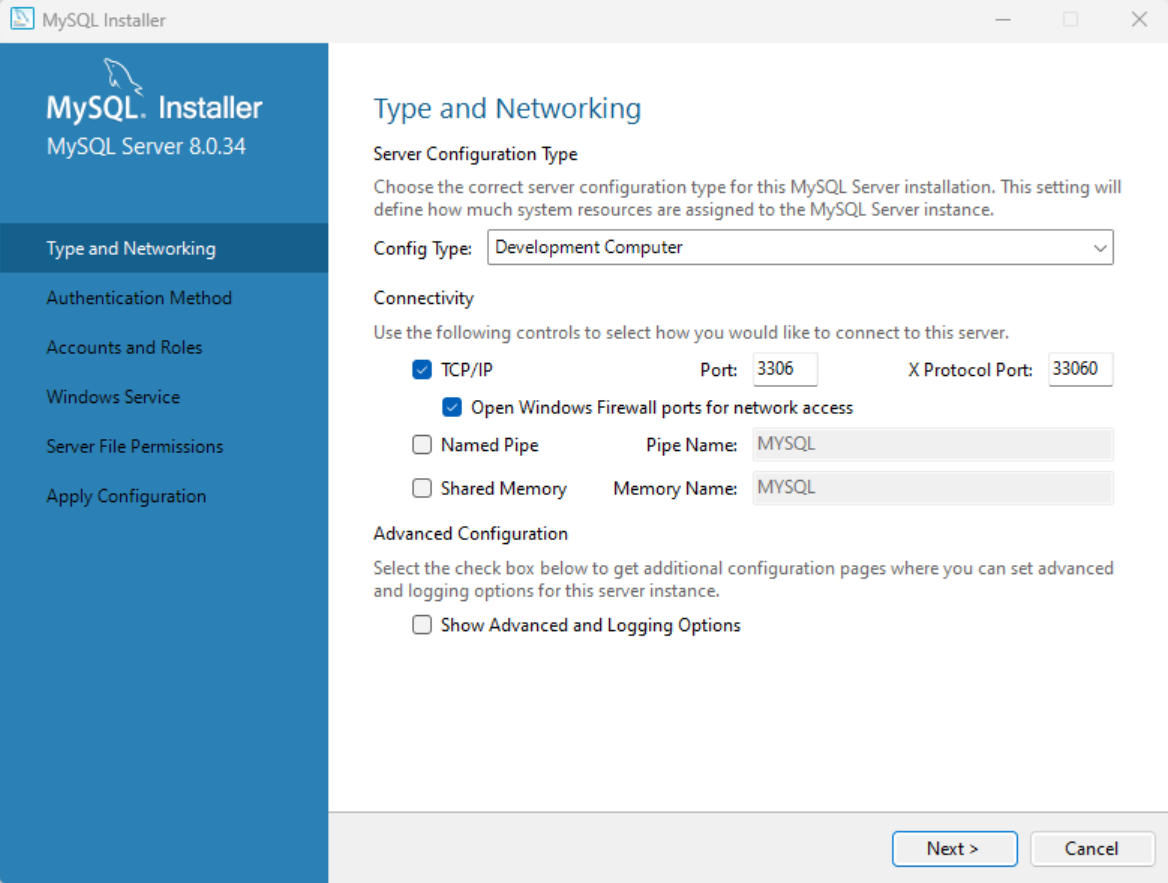 MySQL Installer
MySQL. Installer
MySQL Server 8.0.34
Type and Networking
Authentication Method
Accounts and Roles
Windows Service
Server File Permissions
Apply Configuration
Type and Networking
Server Configuration Type
Choose the correct server configuration type for this MySQL Server installation. This setting will
define how much system resources are assigned to the MySQL Server instance.
Config Type: Development Computer
Connectivity
Use the following controls to select how you would like to connect to this server.
TCP/IP Port: 3306 X Protocol Port: 33060
Open Windows Firewall ports for network access
Named Pipe Pipe Name: MYSQL
Shared Memory Memory Name: MYSQL
Advanced Configuration
Select the check box below to get additional configuration pages where you can set advanced
and logging options for this server instance.
Show Advanced and Logging Options
Next > Cancel